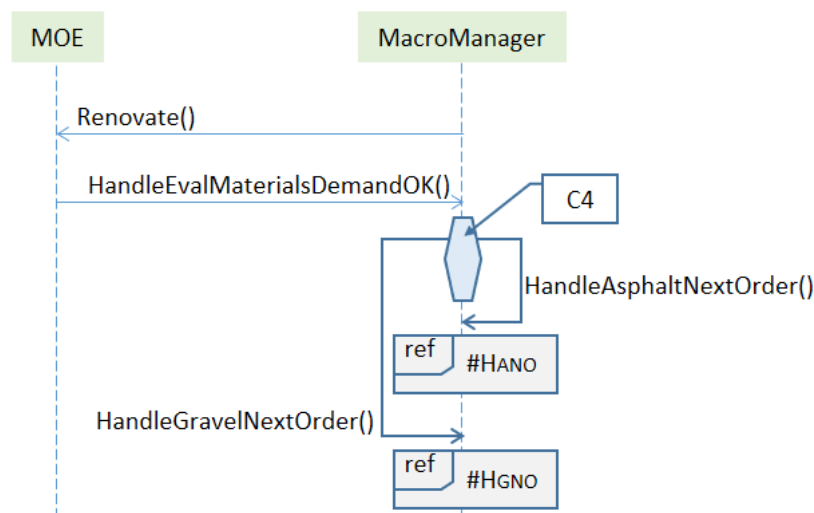 MOE
MacroManager
Renovate()
HandleEvalMaterialsDemandOK()
C4
HandleAsphaltNextOrder()
ref
#HANO
HandleGravelNextOrder()
ref
#HGNO